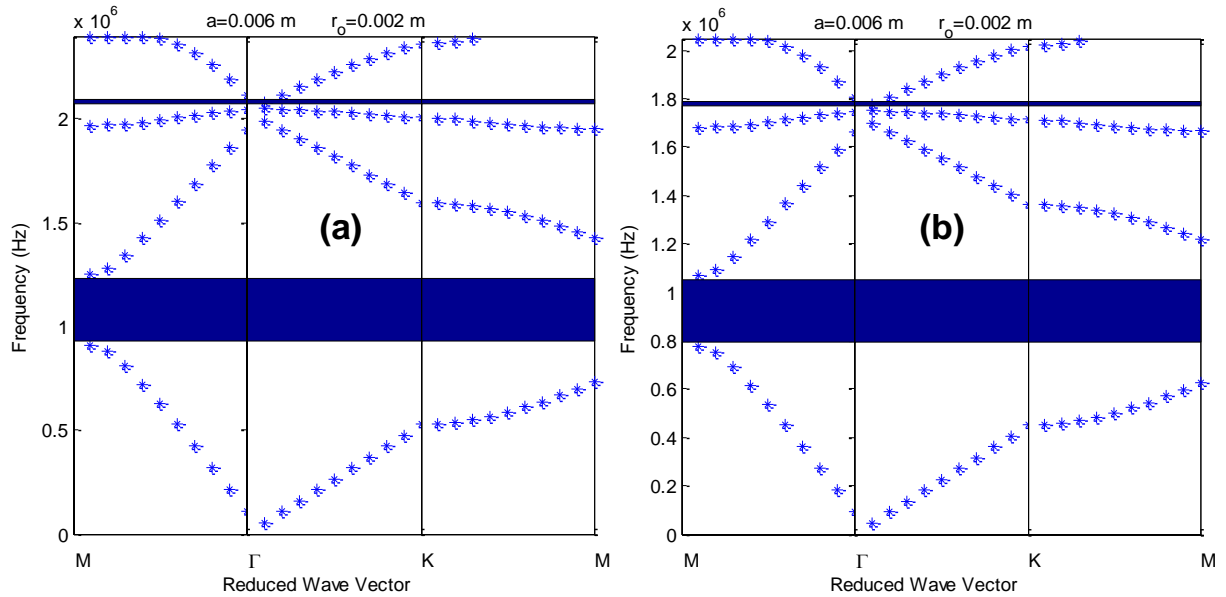 x 10^6
a=0.006 m
r_o=0.002 m
Frequency (Hz)
2
1.5
1
0.5
0
(a)
M
Γ
K
M
Reduced Wave Vector
x 10^6
a=0.006 m
r_o=0.002 m
Frequency (Hz)
2
1.8
1.6
1.4
1.2
1
0.8
0.6
0.4
0.2
0
(b)
M
Γ
K
M
Reduced Wave Vector